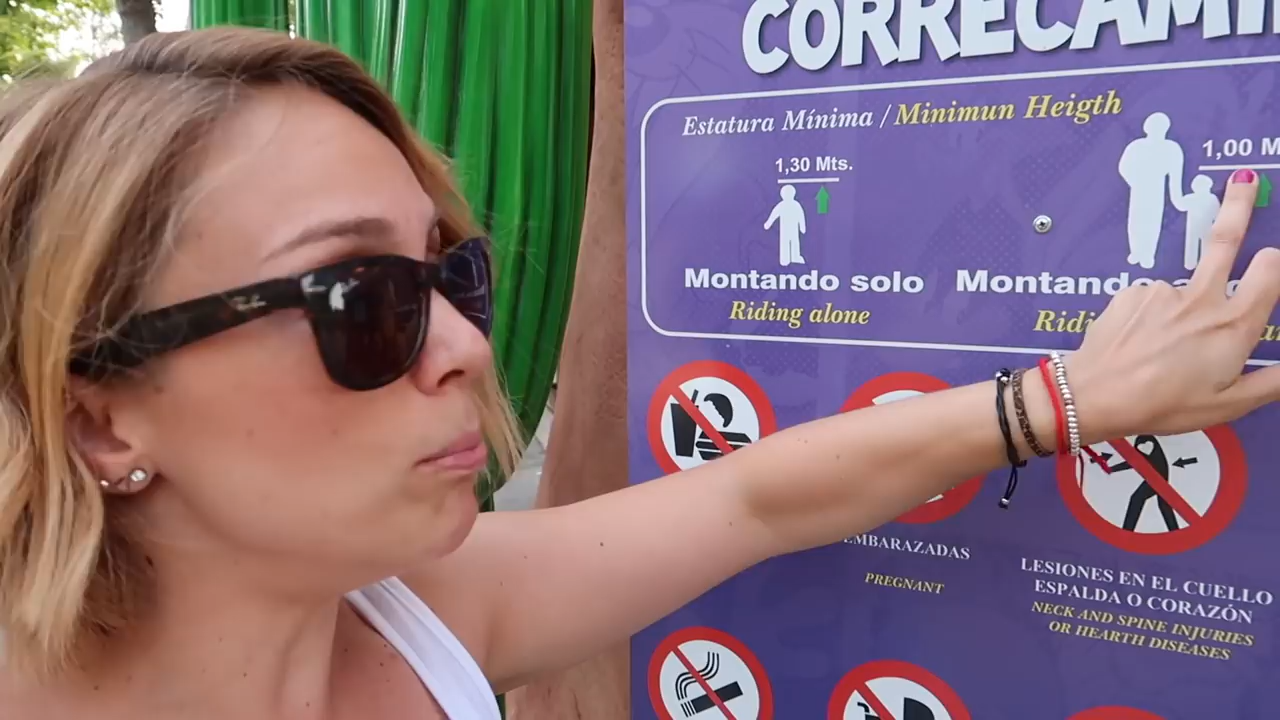 CORRECAMI
Estatura Mínima / Minimun Heigth
1,30 Mts.
1,00 M
Montando solo
Riding alone
Montando
Ridi
EMBARAZADAS
PREGNANT
LESIONES EN EL CUELLO
ESPALDA O CORAZÓN
NECK AND SPINE INJURIES
OR HEARTH DISEASES